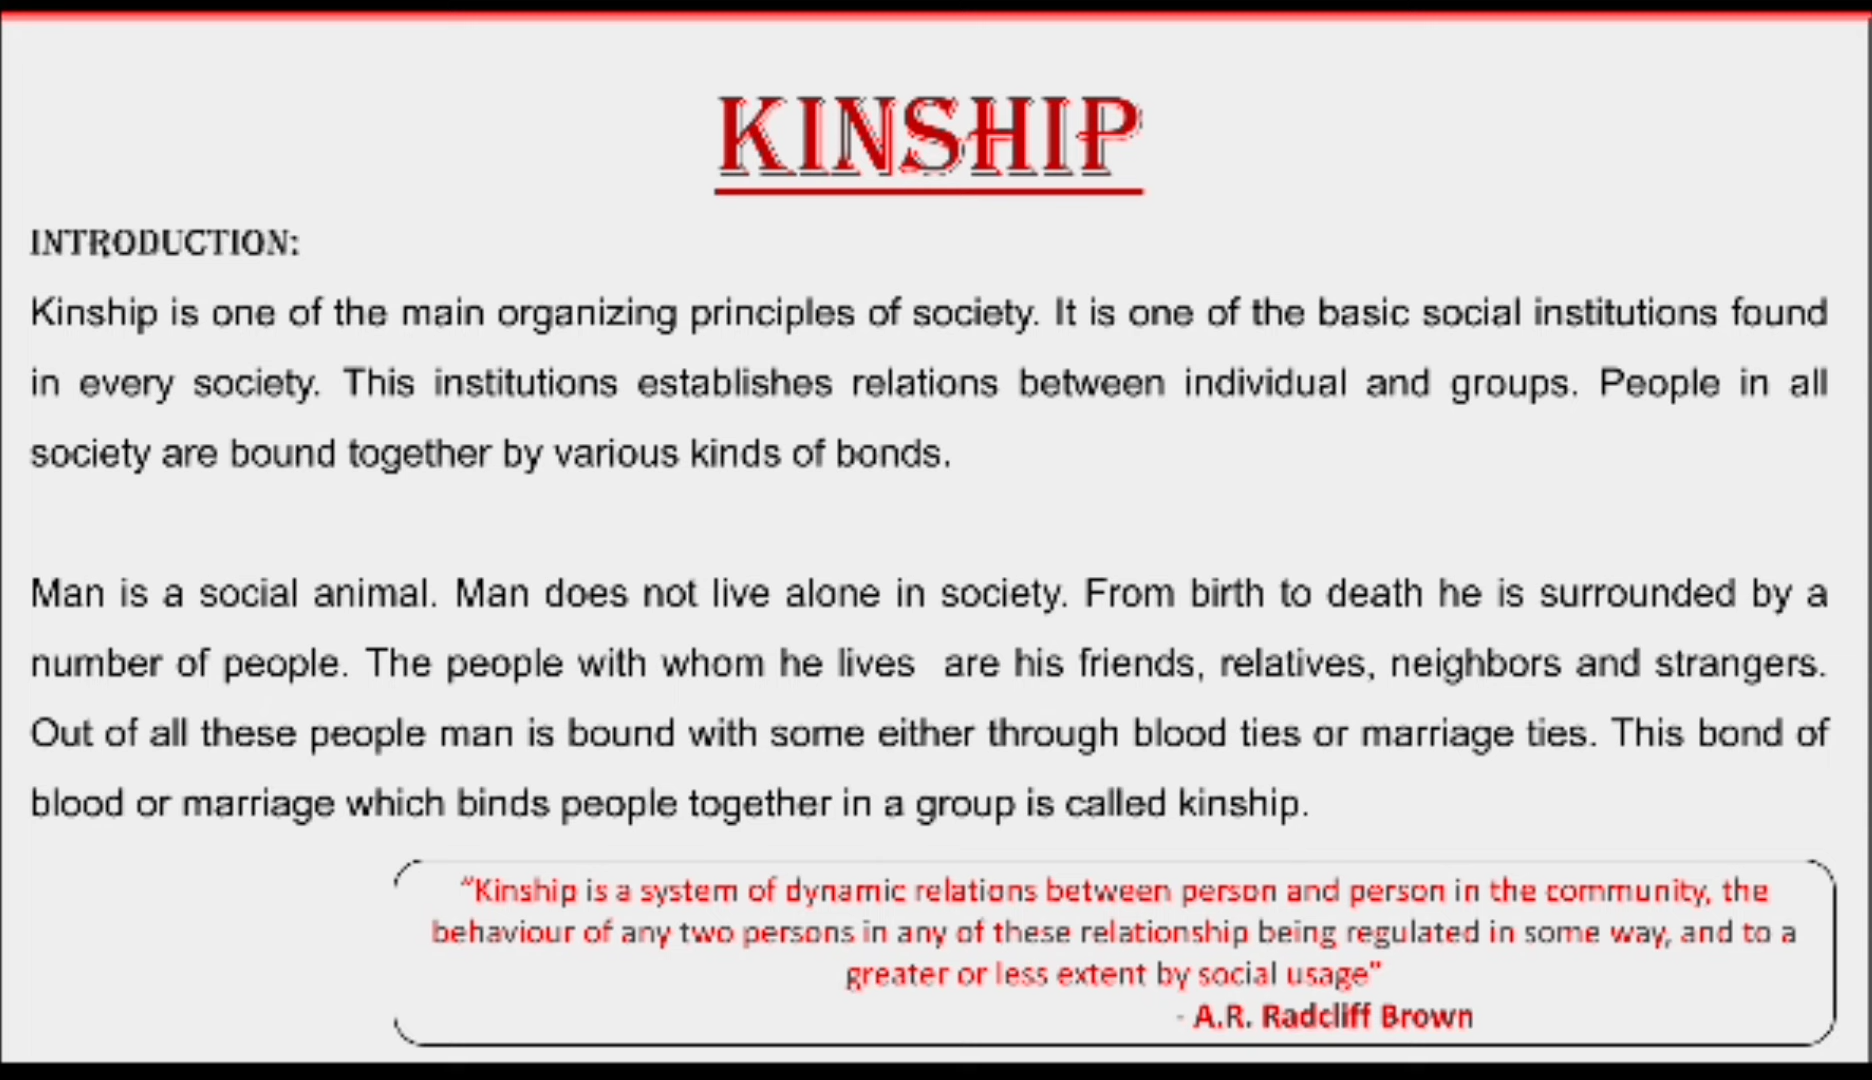 KINSHIP
INTRODUCTION:
Kinship is one of the main organizing principles of society. It is one of the basic social institutions found
in every society. This institutions establishes relations between individual and groups. People in all
society are bound together by various kinds of bonds.
Man is a social animal. Man does not live alone in society. From birth to death he is surrounded by a
number of people. The people with whom he lives are his friends, relatives, neighbors and strangers.
Out of all these people man is bound with some either through blood ties or marriage ties. This bond of
blood or marriage which binds people together in a group is called kinship.
“Kinship is a system of dynamic relations between person and person in the community, the
behaviour of any two persons in any of these relationship being regulated in some way, and to a
greater or less extent by social usage”
- A.R. Radcliff Brown